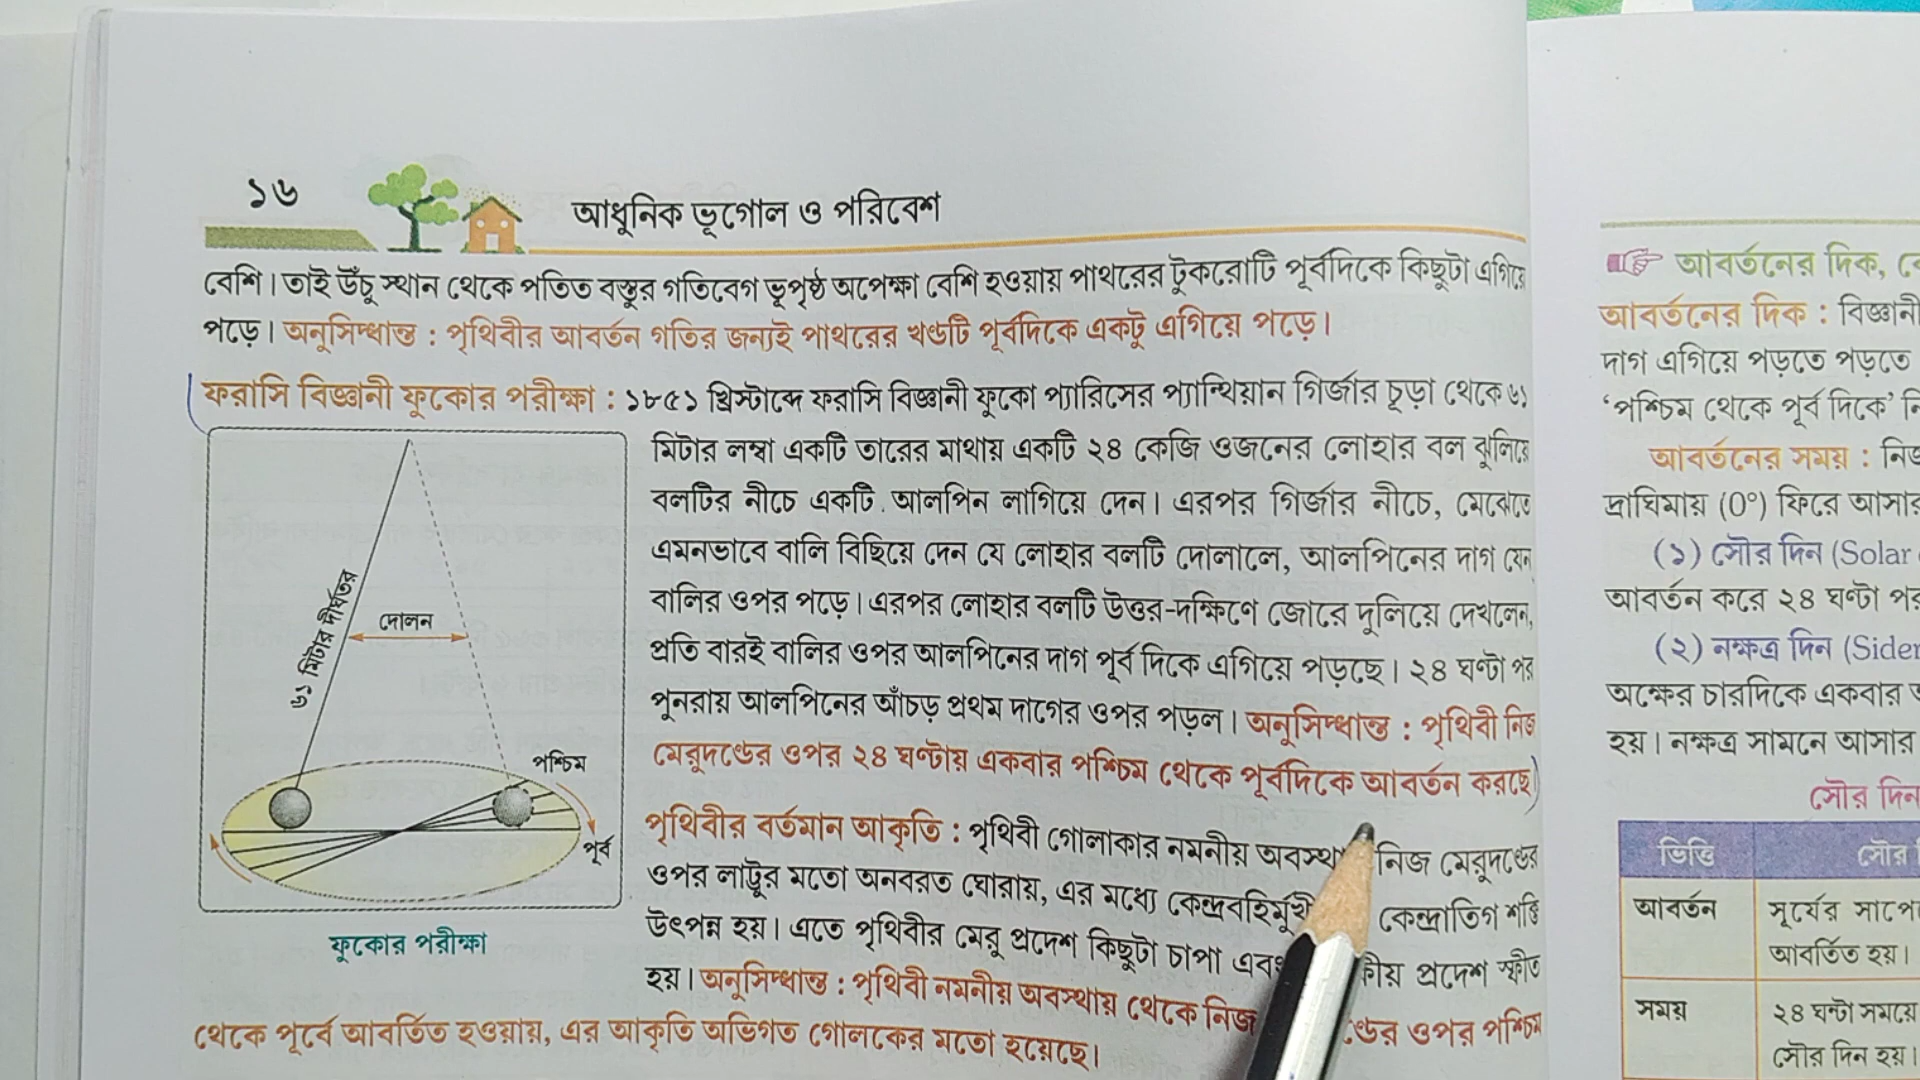 ১৬
আধুনিক ভূগোল ও পরিবেশ
বেশি। তাই উঁচু স্থান থেকে পতিত বস্তুর গতিবেগ ভূপৃষ্ঠ অপেক্ষা বেশি হওয়ায় পাথরের টুকরোটি পূর্বদিকে কিছুটা এগিয়ে
পড়ে। অনুসিদ্ধান্ত : পৃথিবীর আবর্তন গতির জন্যই পাথরের খণ্ডটি পূর্বদিকে একটু এগিয়ে পড়ে।
ফরাসি বিজ্ঞানী ফুকোর পরীক্ষা : ১৮৫১ খ্রিস্টাব্দে ফরাসি বিজ্ঞানী ফুকো প্যারিসের প্যান্থিয়ান গির্জার চূড়া থেকে ৬১
মিটার লম্বা একটি তারের মাথায় একটি ২৪ কেজি ওজনের লোহার বল ঝুলিয়ে
বলটির নীচে একটি আলপিন লাগিয়ে দেন। এরপর গির্জার নীচে, মেঝেতে
এমনভাবে বালি বিছিয়ে দেন যে লোহার বলটি দোলালে, আলপিনের দাগ যেন
বালির ওপর পড়ে। এরপর লোহার বলটি উত্তর-দক্ষিণে জোরে দুলিয়ে দেখলেন,
প্রতি বারই বালির ওপর আলপিনের দাগ পূর্ব দিকে এগিয়ে পড়ছে। ২৪ ঘণ্টা পর
পুনরায় আলপিনের আঁচড় প্রথম দাগের ওপর পড়ল। অনুসিদ্ধান্ত : পৃথিবী নিজ
মেরুদণ্ডের ওপর ২৪ ঘণ্টায় একবার পশ্চিম থেকে পূর্বদিকে আবর্তন করছে
৬১ মিটার দীর্ঘতার
দোলন
পশ্চিম
পূর্ব
ফুকোর পরীক্ষা
পৃথিবীর বর্তমান আকৃতি : পৃথিবী গোলাকার নমনীয় নিজ মেরুদণ্ডের
ওপর লাট্টুর মতো অনবরত ঘোরায়, এর মধ্যে কেন্দ্রাতিগ শক্তি
উৎপন্ন হয়। এতে পৃথিবীর মেরু প্রদেশ কিছুটা চাপা প্রদেশ স্ফীত
হয়। অনুসিদ্ধান্ত : পৃথিবী নমনীয় অবস্থায় থেকে নিজ ওপর পশ্চিম
থেকে পূর্বে আবর্তিত হওয়ায়, এর আকৃতি অভিগত গোলকের মতো হয়েছে।
আবর্তনের দিক,
আবর্তনের দিক : বিজ্ঞানী
দাগ এগিয়ে পড়তে পড়তে
‘পশ্চিম থেকে পূর্ব দিকে’
আবর্তনের সময় :
দ্রাঘিমায় (0°) ফিরে আসার
(১) সৌর দিন (Solar
আবর্তন করে ২৪ ঘণ্টা
(২) নক্ষত্র দিন
অক্ষের চারদিকে একবার
হয়। নক্ষত্র সামনে আসার
সৌর দিন
ভিত্তি
সৌর
আবর্তন
সূর্যের
আবর্তিত হয়।
সময়
২৪ ঘন্টা সময়ে
সৌর দিন হয়।